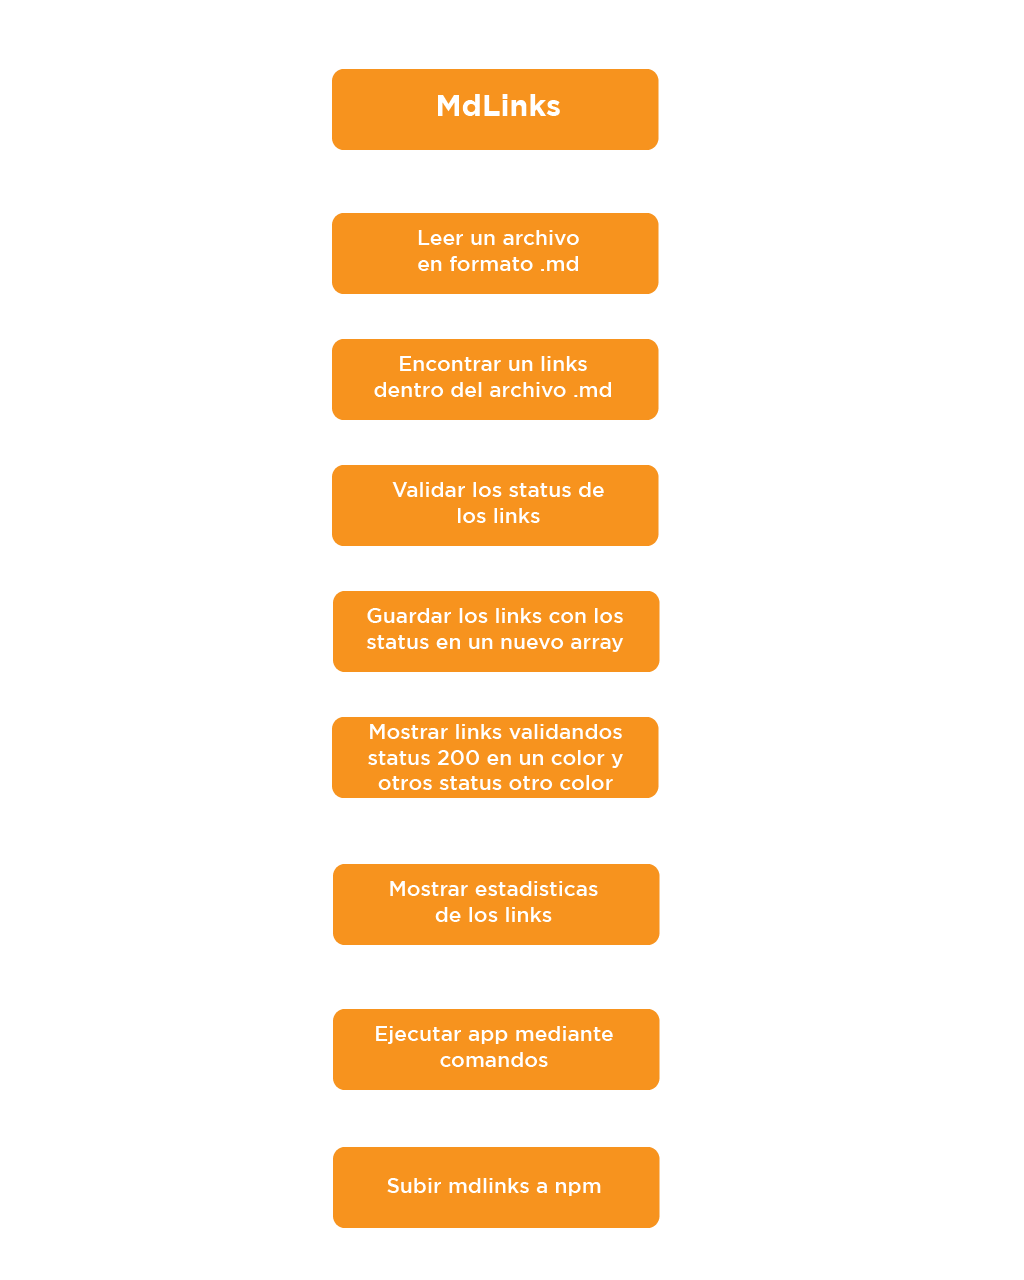 MdLinks
Leer un archivo
en formato .md
Encontrar un links
dentro del archivo .md
Validar los status de
los links
Guardar los links con los
status en un nuevo array
Mostrar links validandos
status 200 en un color y
otros status otro color
Mostrar estadisticas
de los links
Ejecutar app mediante
comandos
Subir mdlinks a npm